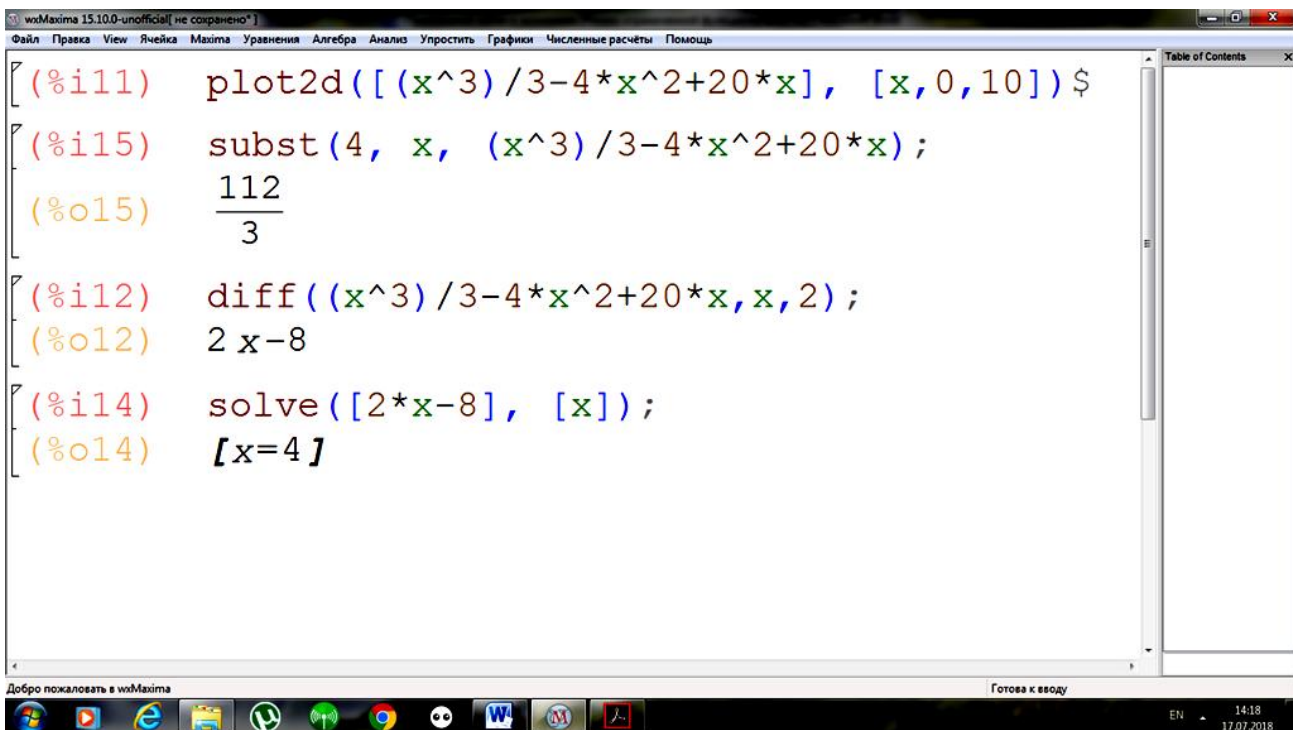 wxMaxima 15.10.0-unofficial[ не сохранено* ]
Файл Правка View Ячейка Maxima Уравнения Алгебра Анализ Упростить Графики Численные расчёты Помощь
Table of Contents
(%i11) plot2d([(x^3)/3-4*x^2+20*x], [x,0,10])$
(%i15) subst(4, x, (x^3)/3-4*x^2+20*x);
(%o15) 112
3
(%i12) diff((x^3)/3-4*x^2+20*x,x,2);
(%o12) 2 x-8
(%i14) solve([2*x-8], [x]);
(%o14) [x=4]
Добро пожаловать в wxMaxima
Готова к вводу
EN
14:18
17.07.2018